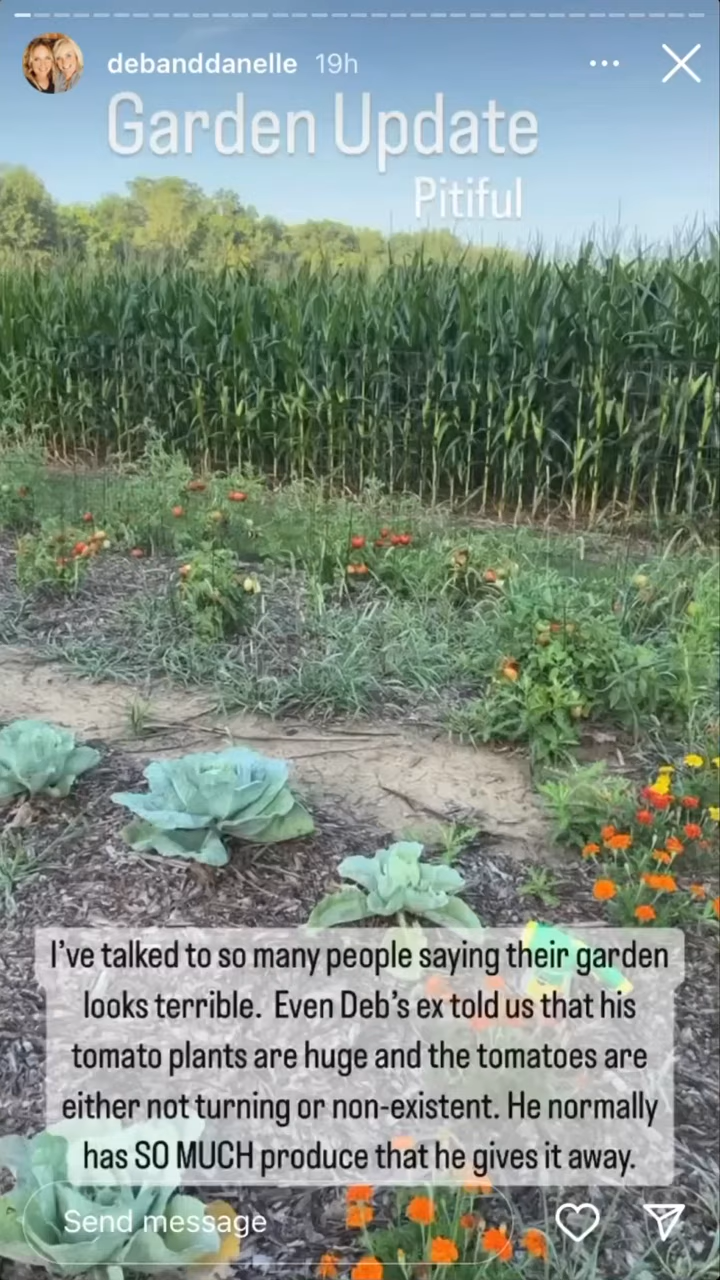 debanddanelle 19h
Garden Update
Pitiful
I've talked to so many people saying their garden
looks terrible. Even Deb's ex told us that his
tomato plants are huge and the tomatoes are
either not turning or non-existent. He normally
has SO MUCH produce that he gives it away.
Send message